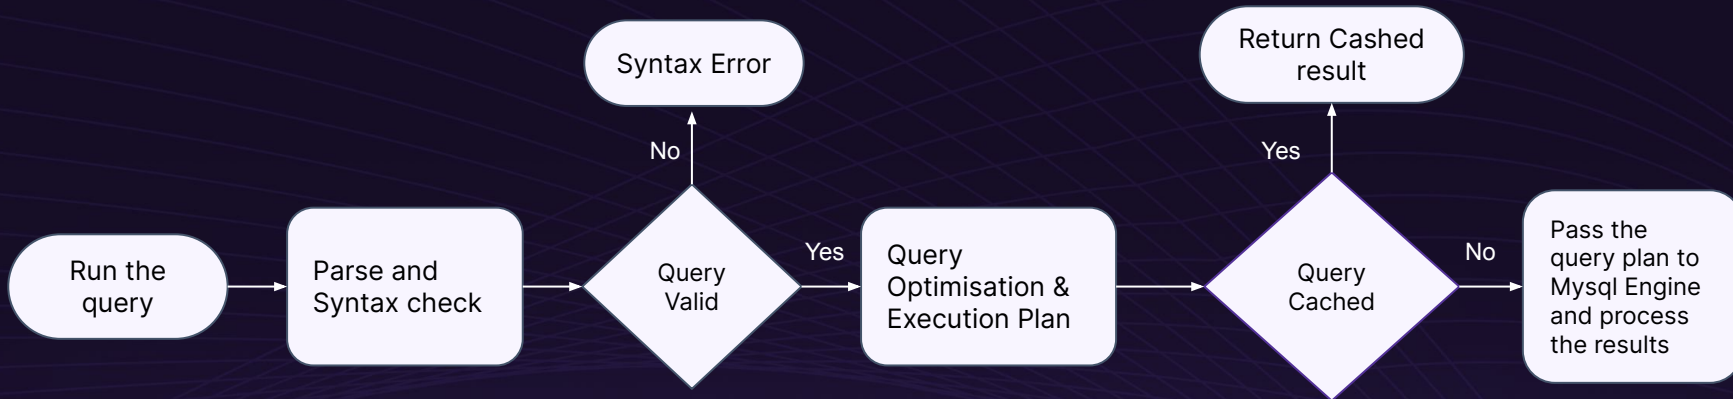 Run the
query
Parse and
Syntax check
Query
Valid
No
Syntax Error
Yes
Query
Optimisation &
Execution Plan
Query
Cached
Yes
Return Cashed
result
No
Pass the
query plan to
Mysql Engine
and process
the results